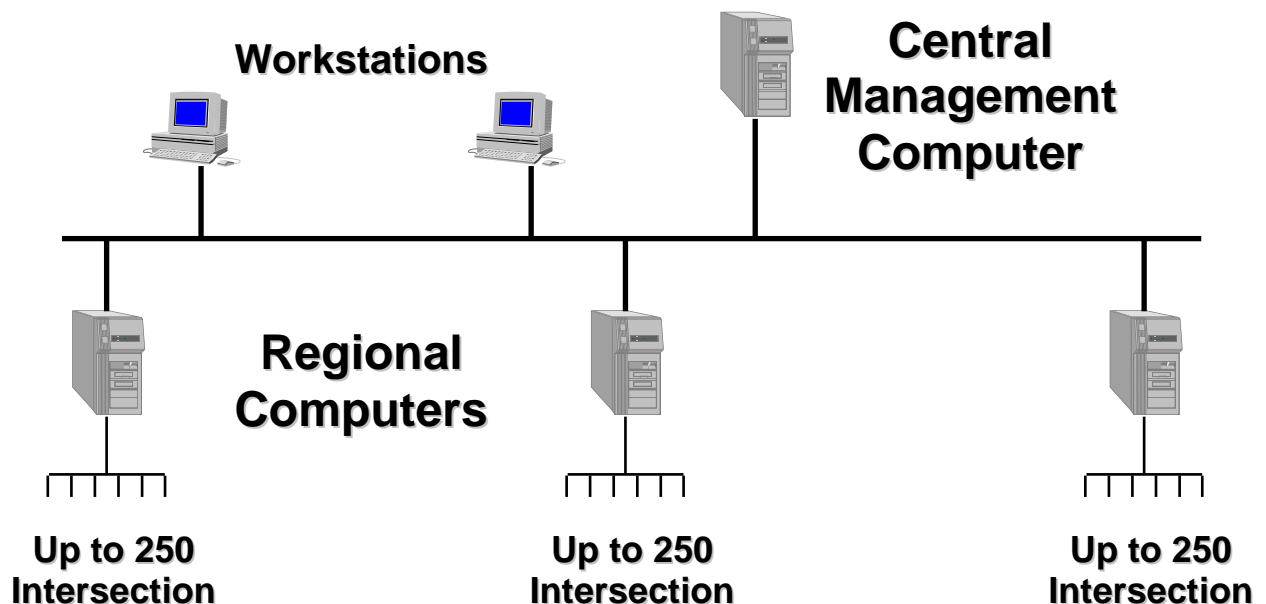 Workstations
Central
Management
Computer
Regional
Computers
Up to 250
Intersection
Up to 250
Intersection
Up to 250
Intersection